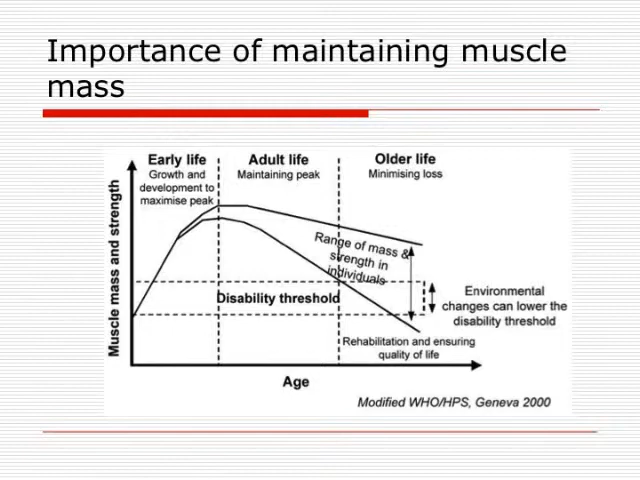 Importance of maintaining muscle
mass
Early life
Growth and
development to
maximise peak
Adult life
Maintaining peak
Older life
Minimising loss
Muscle mass and strength
Range of mass &
strength in
individuals
Disability threshold
Environmental
changes can lower the
disability threshold
Rehabilitation and ensuring
quality of life
Age
Modified WHO/HPS, Geneva 2000